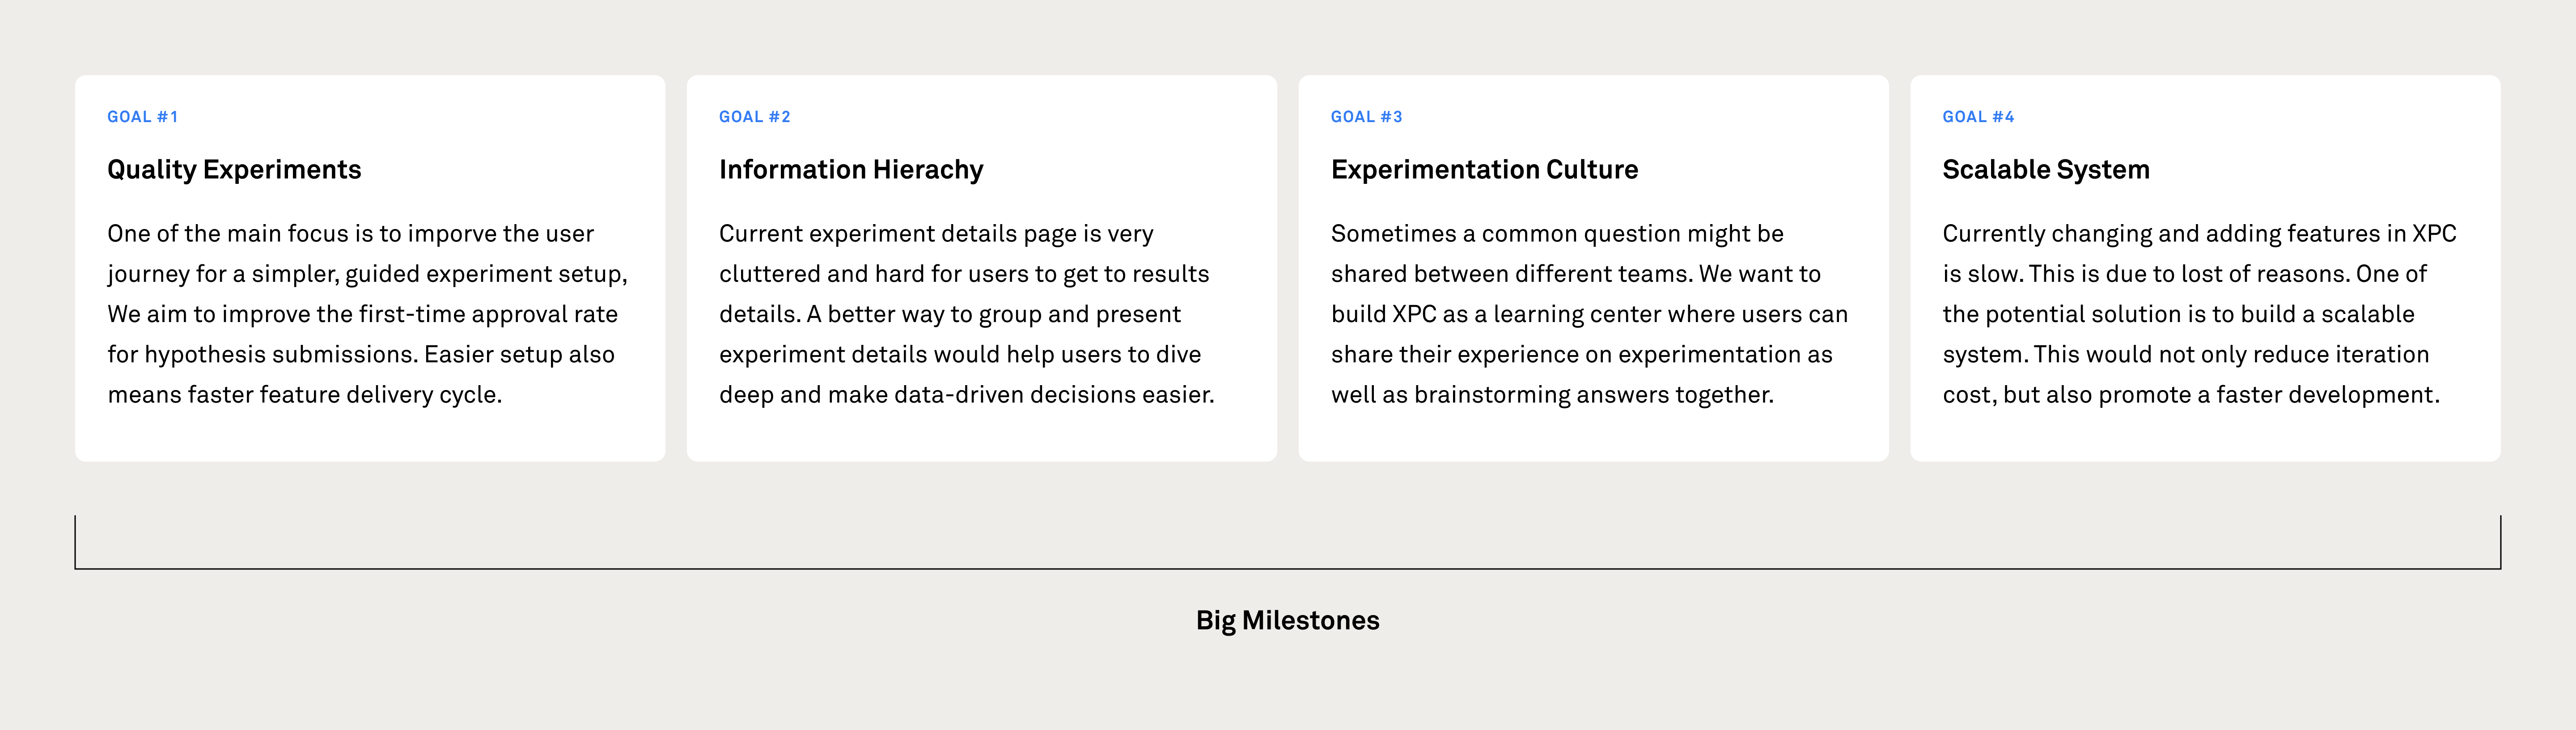 GOAL #1
Quality Experiments
One of the main focus is to imporve the user
journey for a simpler, guided experiment setup,
We aim to improve the first-time approval rate
for hypothesis submissions. Easier setup also
means faster feature delivery cycle.
GOAL #2
Information Hierachy
Current experiment details page is very
cluttered and hard for users to get to results
details. A better way to group and present
experiment details would help users to dive
deep and make data-driven decisions easier.
GOAL #3
Experimentation Culture
Sometimes a common question might be
shared between different teams. We want to
build XPC as a learning center where users can
share their experience on experimentation as
well as brainstorming answers together.
GOAL #4
Scalable System
Currently changing and adding features in XPC
is slow. This is due to lost of reasons. One of
the potential solution is to build a scalable
system. This would not only reduce iteration
cost, but also promote a faster development.
Big Milestones